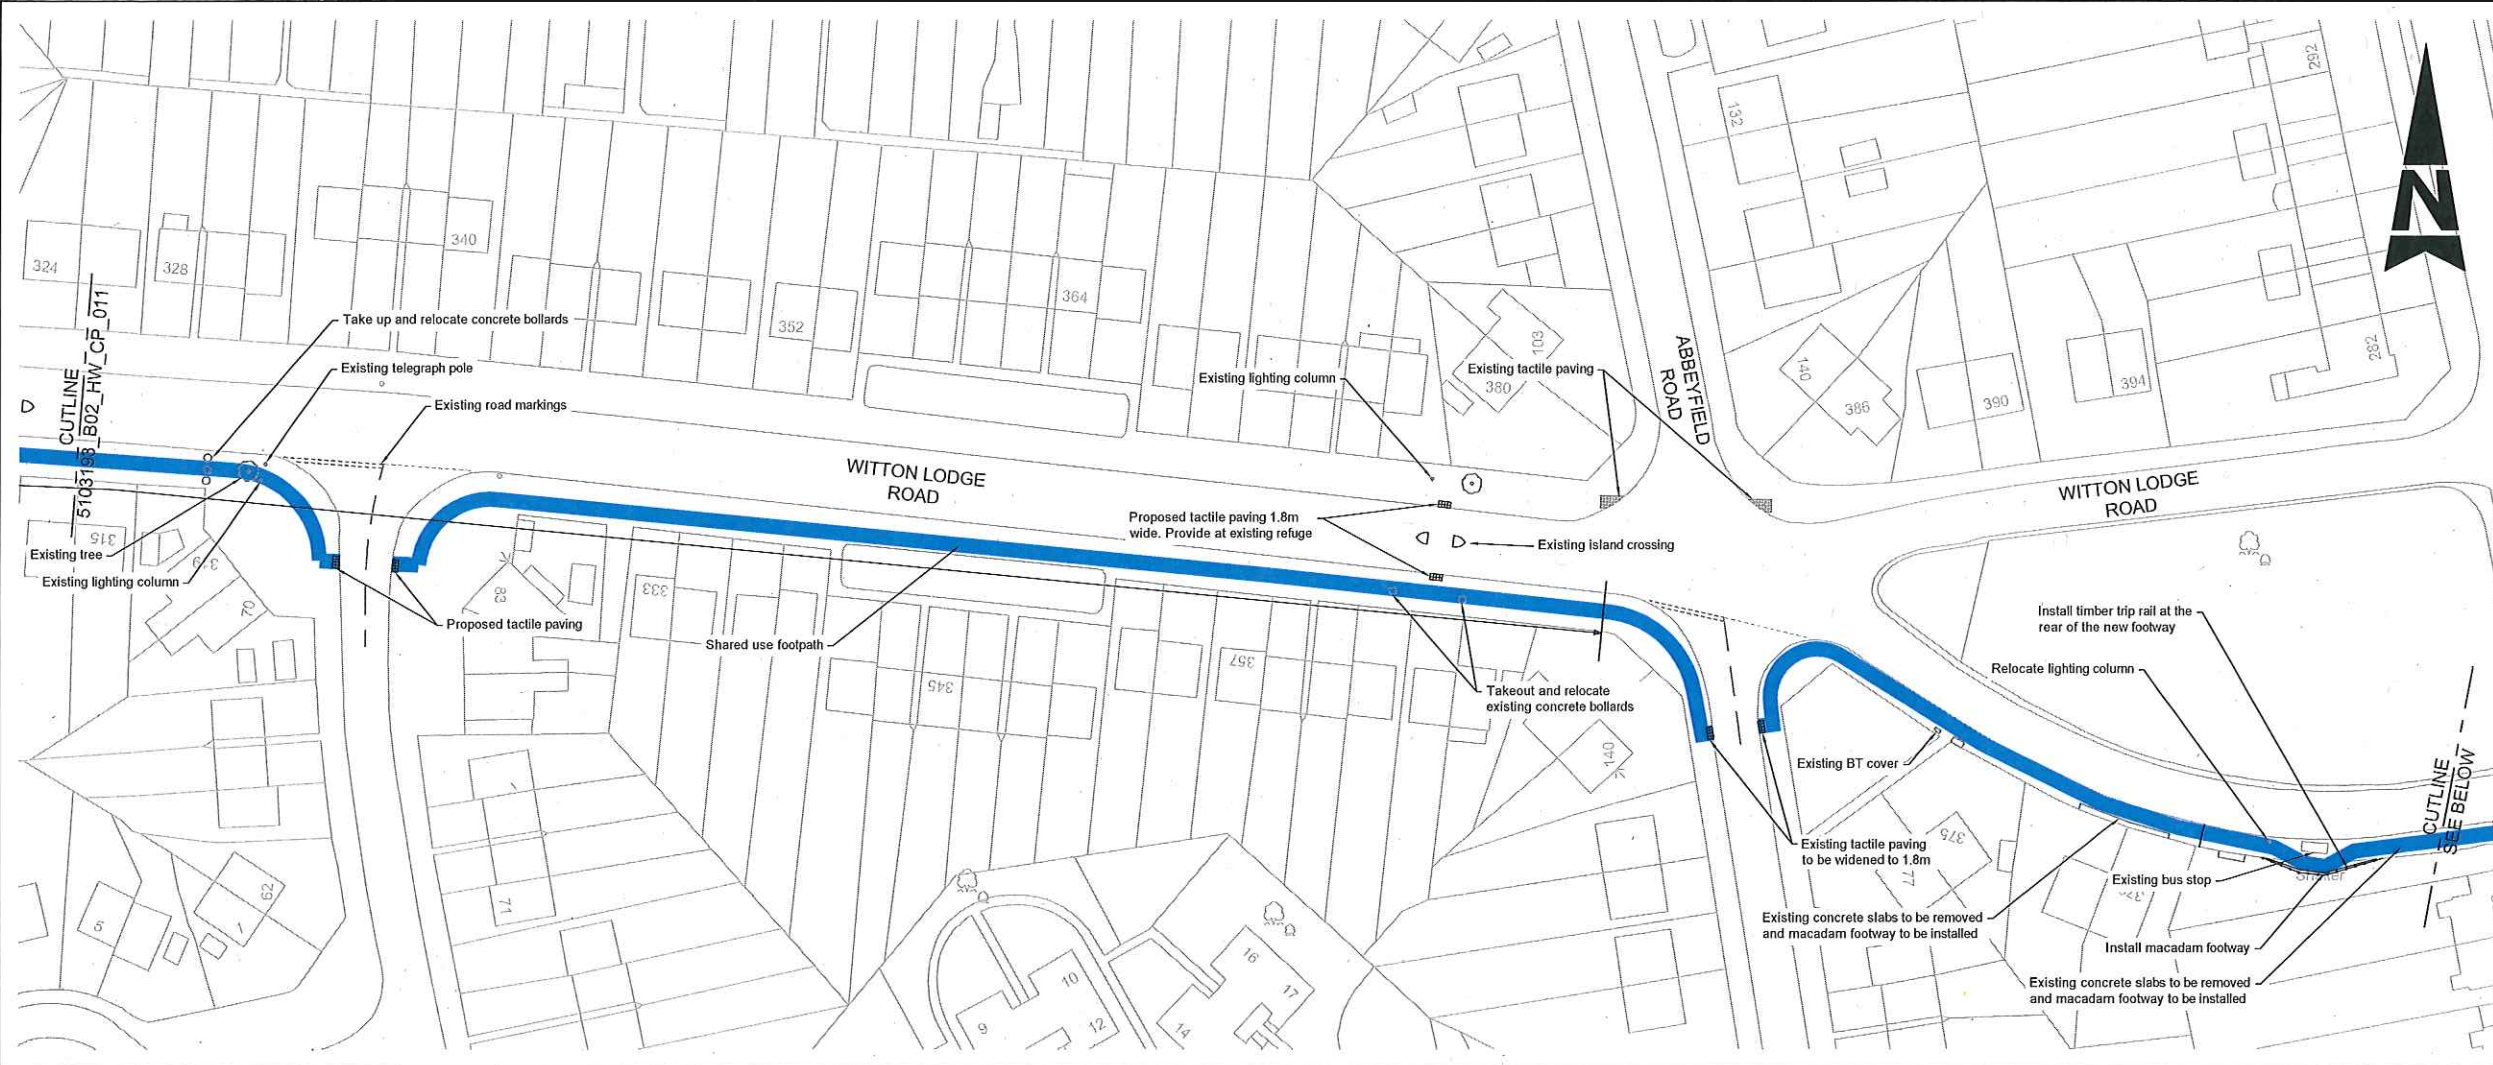 292
132
N
324
328
340
352
364
103
380
140
386
390
394
282
CUTLINE
5103193_B02_HW_CP_011
Take up and relocate concrete bollards
Existing telegraph pole
Existing road markings
Existing lighting column
Existing tactile paving
ABBEYFIELD
ROAD
WITTON LODGE
ROAD
WITTON LODGE
ROAD
Proposed tactile paving 1.8m
wide. Provide at existing refuge
Existing island crossing
Existing tree
Existing lighting column
315
319
70
83
Proposed tactile paving
333
Shared use footpath
345
357
Takeout and relocate
existing concrete bollards
140
Install timber trip rail at the
rear of the new footway
Relocate lighting column
Existing BT cover
CUTLINE
SEE BELOW
375
77
Existing tactile paving
to be widened to 1.8m
Existing bus stop
Shelter
Existing concrete slabs to be removed
and macadam footway to be installed
Install macadam footway
Existing concrete slabs to be removed
and macadam footway to be installed
5
1
62
71
9
10
12
14
16
17